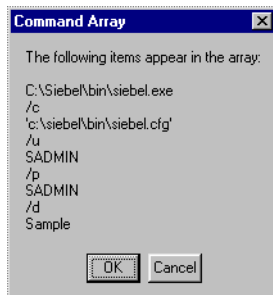 Command Array
The following items appear in the array:
C:\Siebel\bin\siebel.exe
/c
'c:\siebel\bin\siebel.cfg'
/u
SADMIN
/p
SADMIN
/d
Sample
OK
Cancel